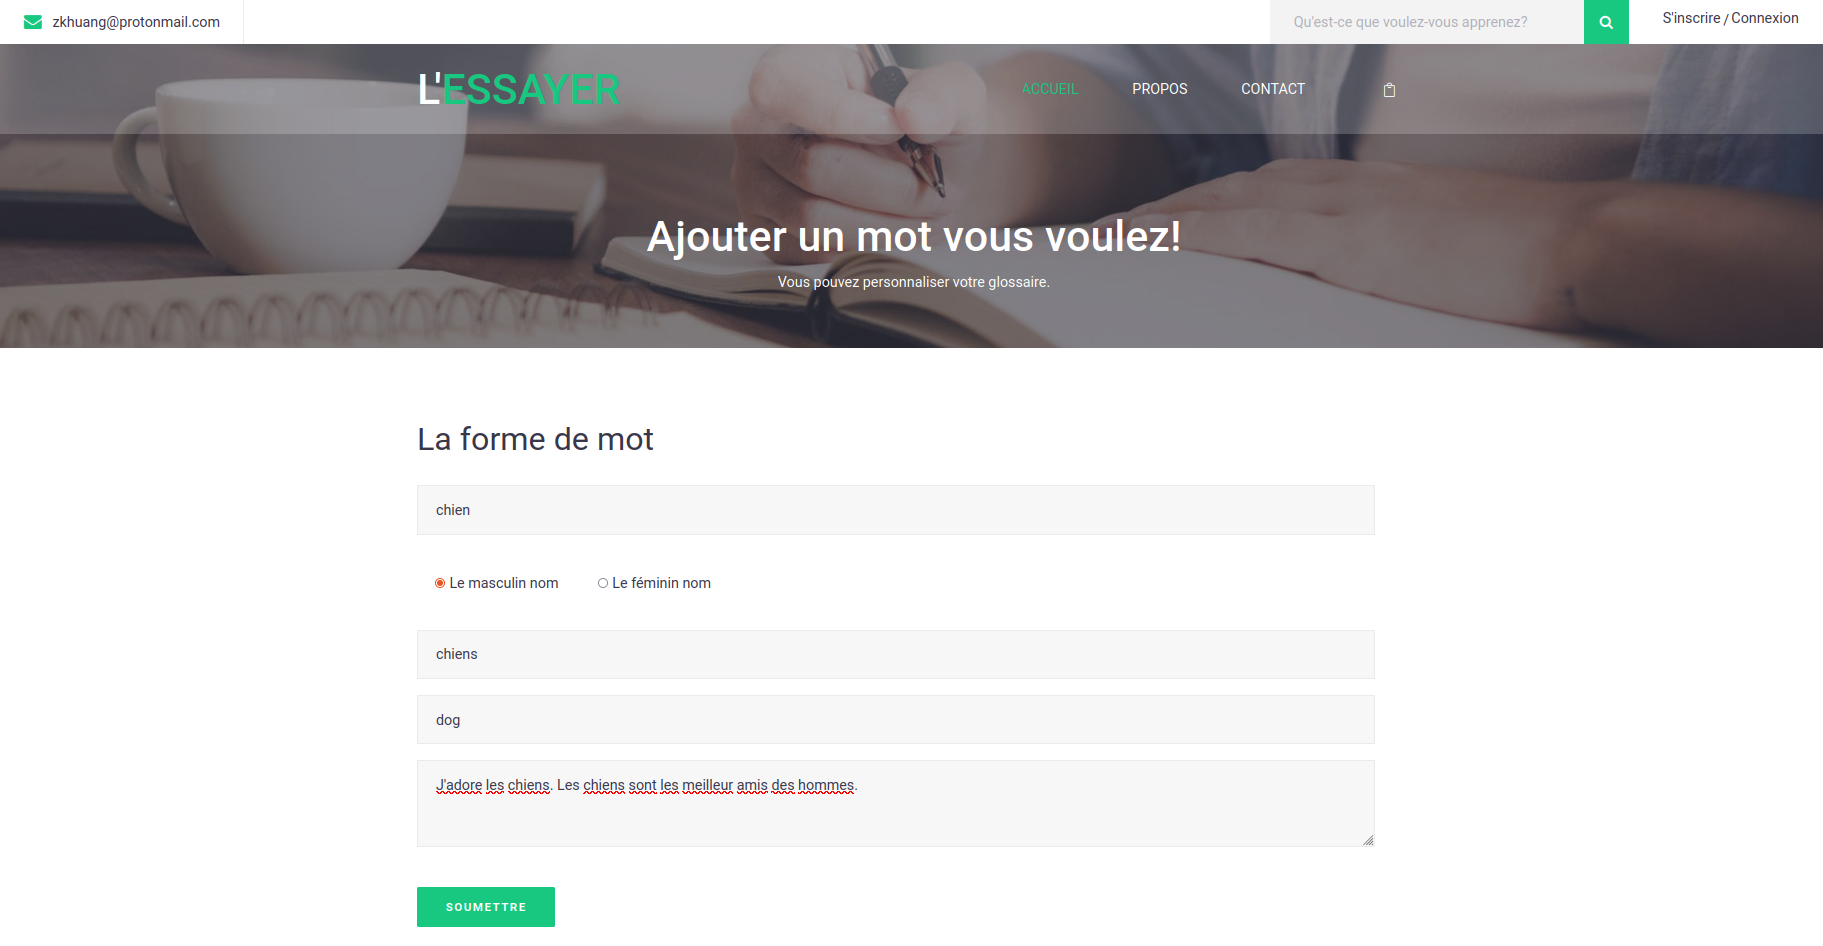 zkhuang@protonmail.com
Qu'est-ce que voulez-vous apprenez?
S'inscrire / Connexion
L'ESSAYER
ACCUEIL
PROPOS
CONTACT
Ajouter un mot vous voulez!
Vous pouvez personnaliser votre glossaire.
La forme de mot
chien
Le masculin nom
Le féminin nom
chiens
dog
J'adore les chiens. Les chiens sont les meilleur amis des hommes.
SOUMETTRE